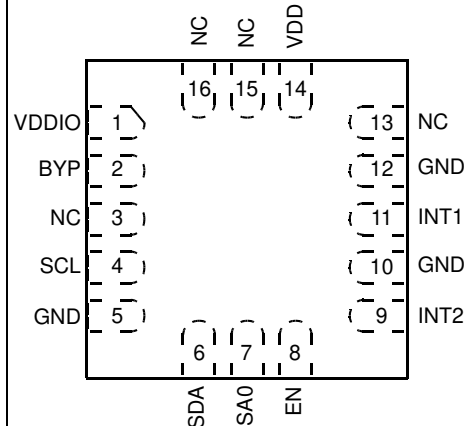 NC NC VDD
16 15 14
VDDIO 1 13 NC
BYP 2 12 GND
NC 3 11 INT1
SCL 4 10 GND
GND 5 9 INT2
6 7 8
SDA SA0 EN